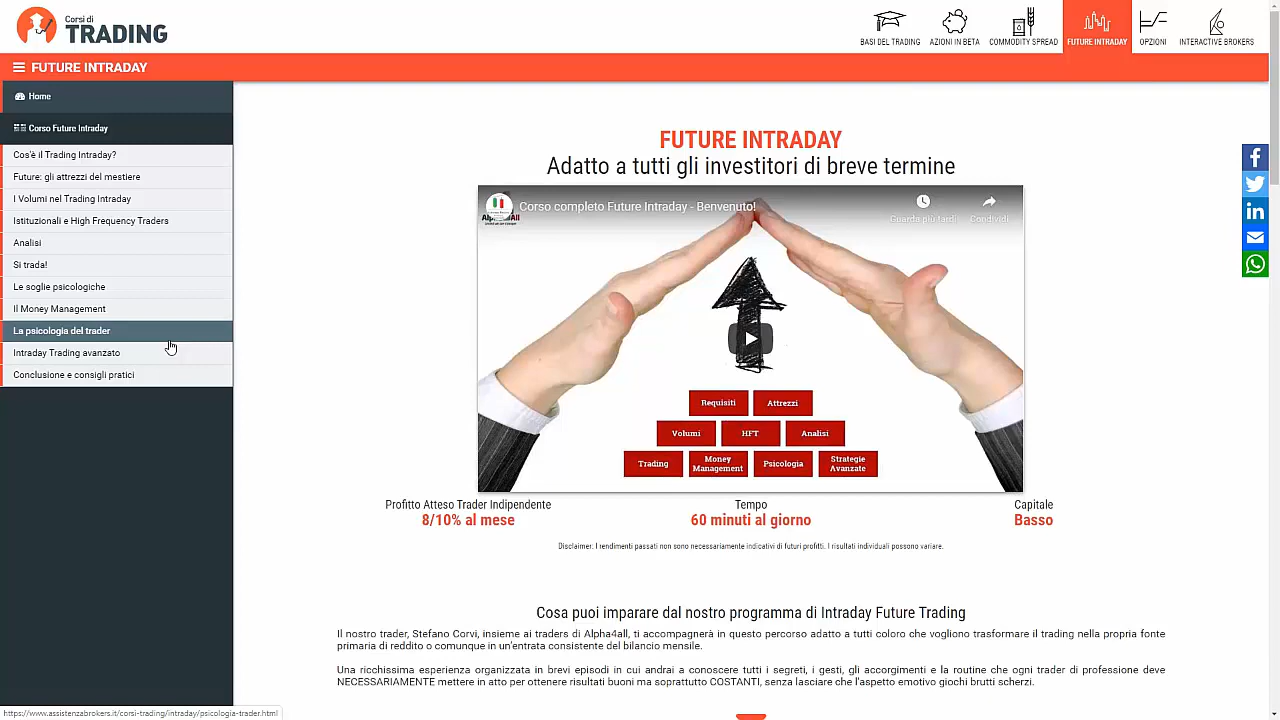 Corsi di
TRADING
BASI DEL TRADING
AZIONI IN BETA
COMMODITY SPREAD
FUTURE INTRADAY
OPZIONI
INTERACTIVE BROKERS
FUTURE INTRADAY
Home
Corso Future Intraday
Cos'è il Trading Intraday?
Future: gli attrezzi del mestiere
I Volumi nel Trading Intraday
Istituzionali e High Frequency Traders
Analisi
Si trada!
Le soglie psicologiche
Il Money Management
La psicologia del trader
Intraday Trading avanzato
Conclusione e consigli pratici
FUTURE INTRADAY
Adatto a tutti gli investitori di breve termine
Corso completo Future Intraday - Benvenuto!
Guarda più tardi
Condividi
Requisiti
Attrezzi
Volumi
HFT
Analisi
Trading
Money
Management
Psicologia
Strategie
Avanzate
Profitto Atteso Trader Indipendente
8/10% al mese
Tempo
60 minuti al giorno
Capitale
Basso
Disclaimer: I rendimenti passati non sono necessariamente indicativi di futuri profitti. I risultati individuali possono variare.
Cosa puoi imparare dal nostro programma di Intraday Future Trading
Il nostro trader, Stefano Corvi, insieme ai traders di Alpha4all, ti accompagnerà in questo percorso adatto a tutti coloro che vogliono trasformare il trading nella propria fonte
primaria di reddito o comunque in un'entrata consistente del bilancio mensile.
Una ricchissima esperienza organizzata in brevi episodi in cui andrai a conoscere tutti i segreti, i gesti, gli accorgimenti e la routine che ogni trader di professione deve
NECESSARIAMENTE mettere in atto per ottenere risultati buoni ma soprattutto COSTANTI, senza lasciare che l'aspetto emotivo giochi brutti scherzi.
https://www.assistenzabrokers.it/corsi-trading/intraday/psicologia-trader.html